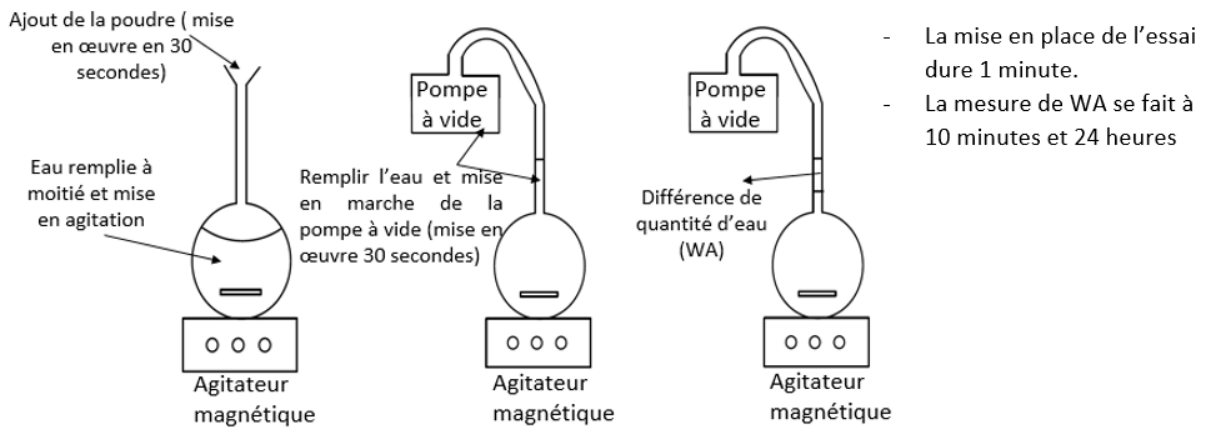 Ajout de la poudre ( mise
en œuvre en 30
secondes)
Eau remplie à
moitié et mise
en agitation
Agitateur
magnétique
Pompe
à vide
Remplir l’eau et mise
en marche de la
pompe à vide (mise en
œuvre 30 secondes)
Agitateur
magnétique
Pompe
à vide
Différence de
quantité d’eau
(WA)
Agitateur
magnétique
- La mise en place de l’essai
dure 1 minute.
- La mesure de WA se fait à
10 minutes et 24 heures